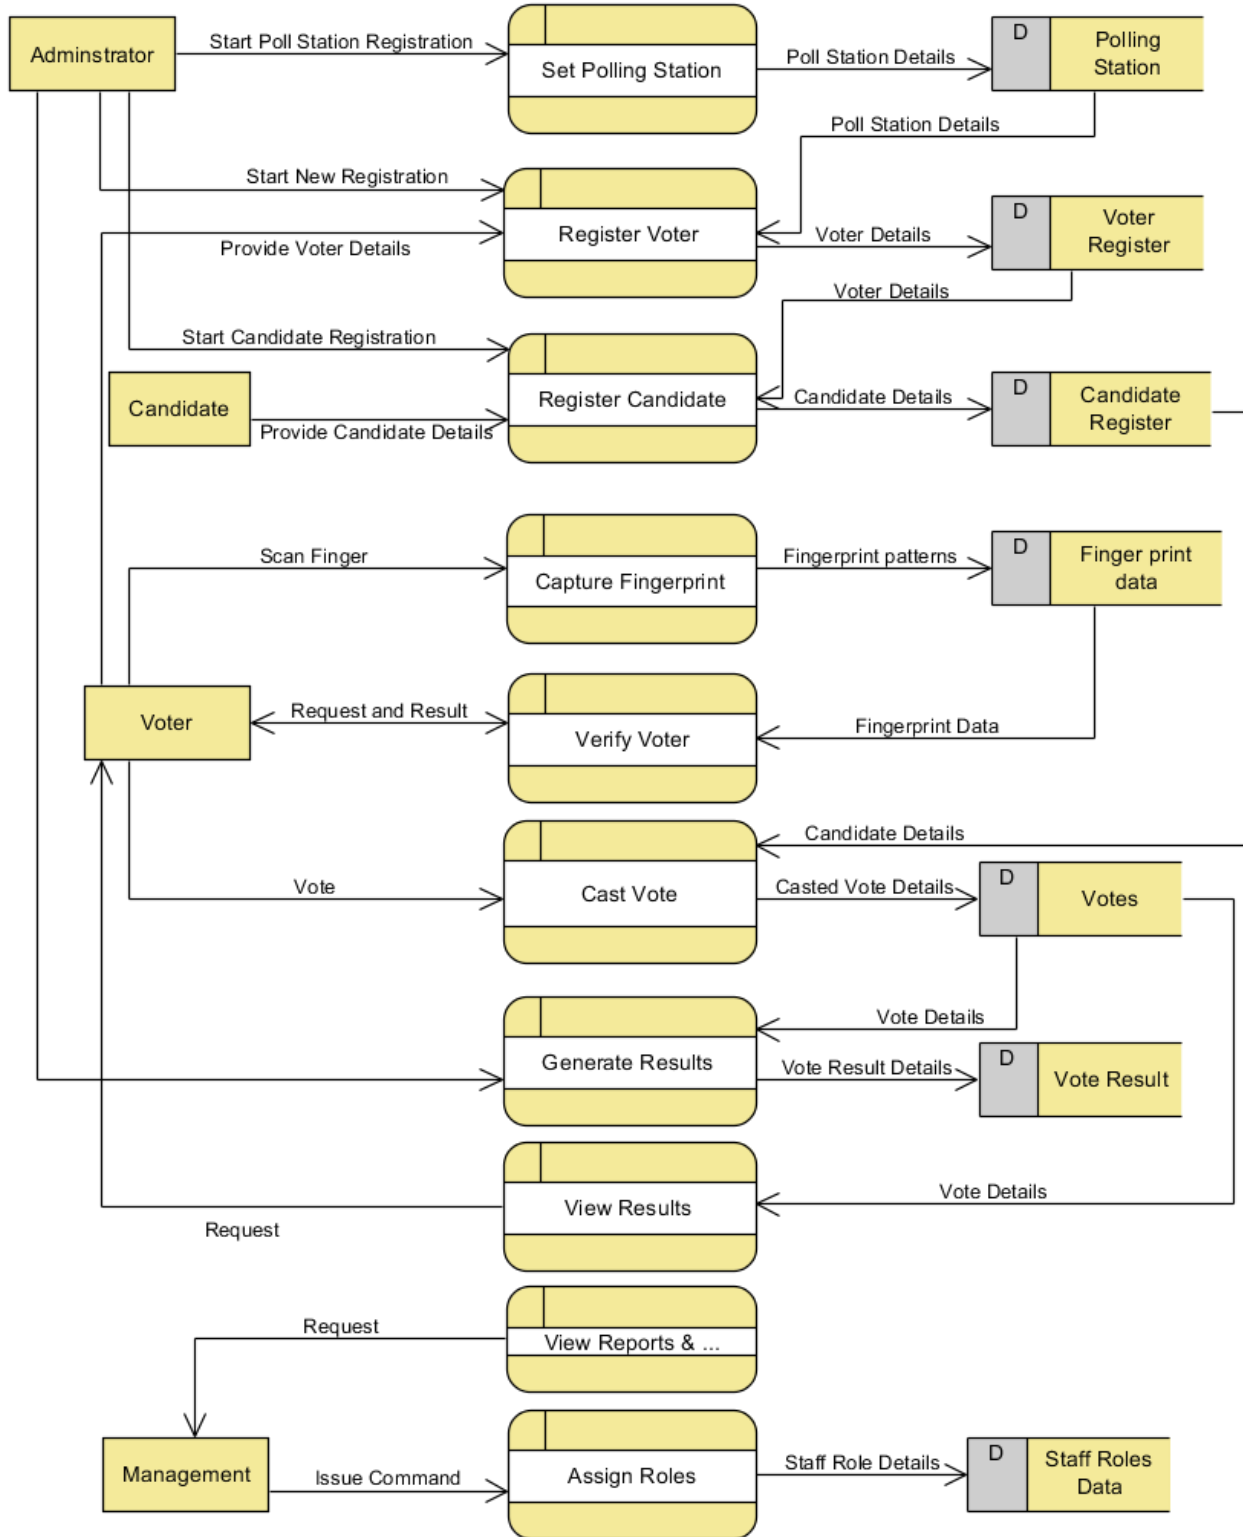 Adminstrator
Start Poll Station Registration
Set Polling Station
Poll Station Details
D
Polling
Station
Poll Station Details
Start New Registration
Provide Voter Details
Register Voter
Voter Details
D
Voter
Register
Voter Details
Start Candidate Registration
Candidate
Provide Candidate Details
Register Candidate
Candidate Details
D
Candidate
Register
Scan Finger
Capture Fingerprint
Fingerprint patterns
D
Finger print
data
Voter
Request and Result
Verify Voter
Fingerprint Data
Candidate Details
Vote
Cast Vote
Casted Vote Details
D
Votes
Vote Details
Generate Results
Vote Result Details
D
Vote Result
View Results
Vote Details
Request
Request
View Reports & ...
Management
Issue Command
Assign Roles
Staff Role Details
D
Staff Roles
Data